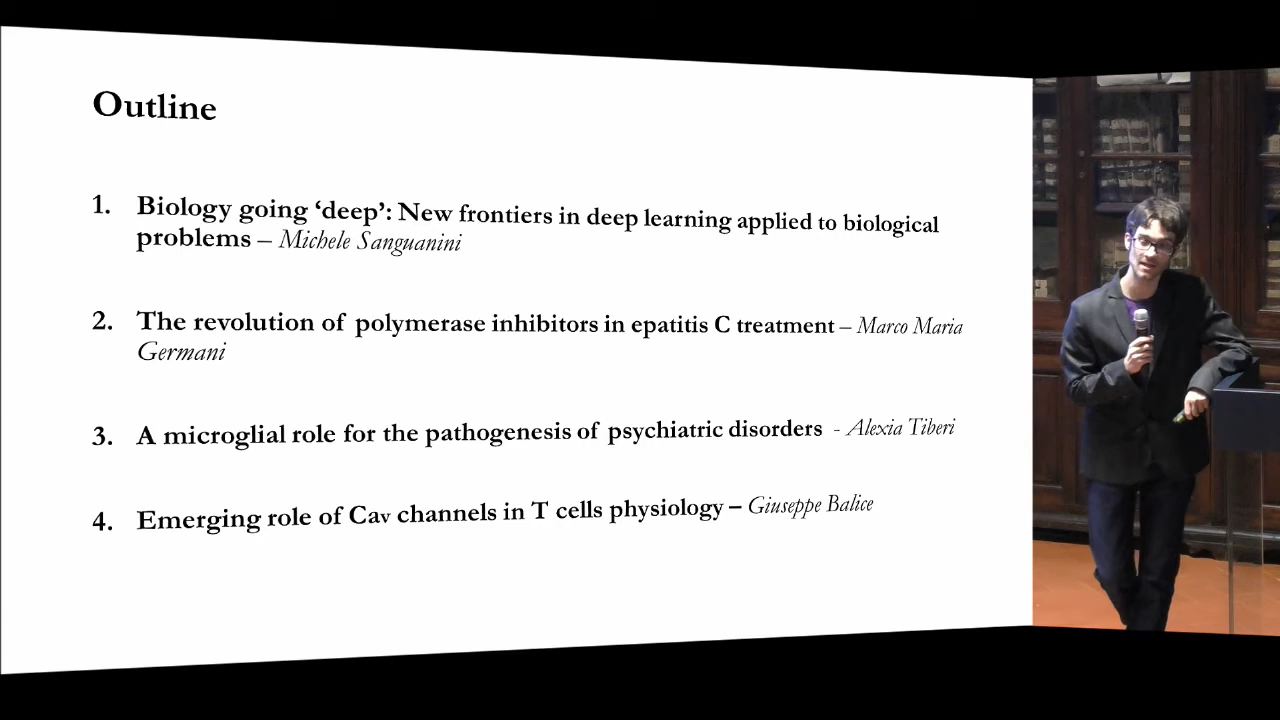 Outline
1. Biology going ‘deep’: New frontiers in deep learning applied to biological
problems – Michele Sanguanini
2. The revolution of polymerase inhibitors in epatitis C treatment – Marco Maria
Germani
3. A microglial role for the pathogenesis of psychiatric disorders - Alexia Tiberi
4. Emerging role of Cav channels in T cells physiology – Giuseppe Balice